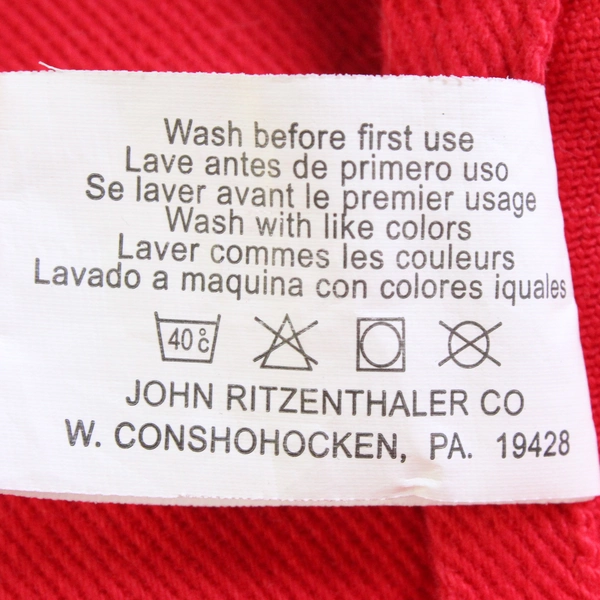 Wash before first use
Lave antes de primero uso
Se laver avant le premier usage
Wash with like colors
Laver commes les couleurs
Lavado a maquina con colores iquales
40 c
JOHN RITZENTHALER CO
W. CONSHOHOCKEN, PA. 19428